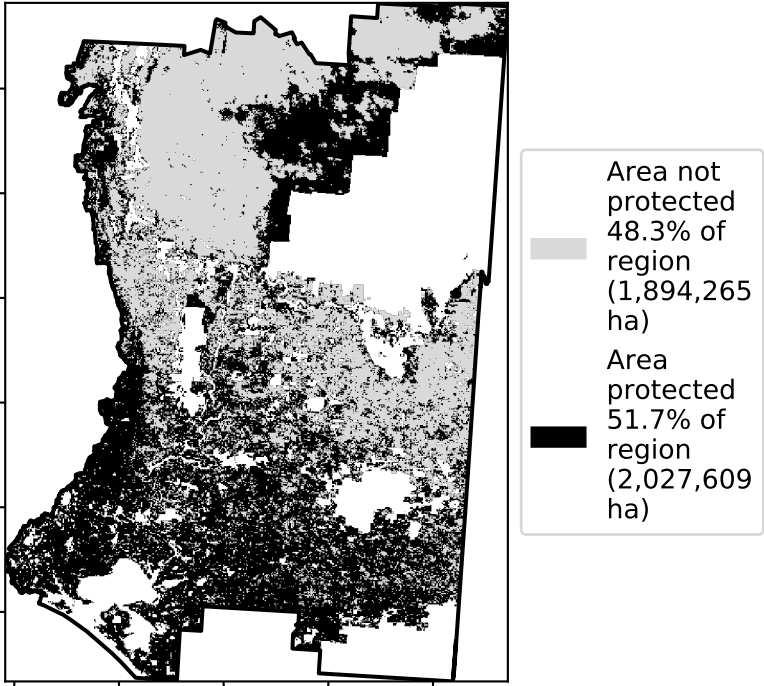 Area not
protected
48.3% of
region
(1,894,265
ha)
Area
protected
51.7% of
region
(2,027,609
ha)